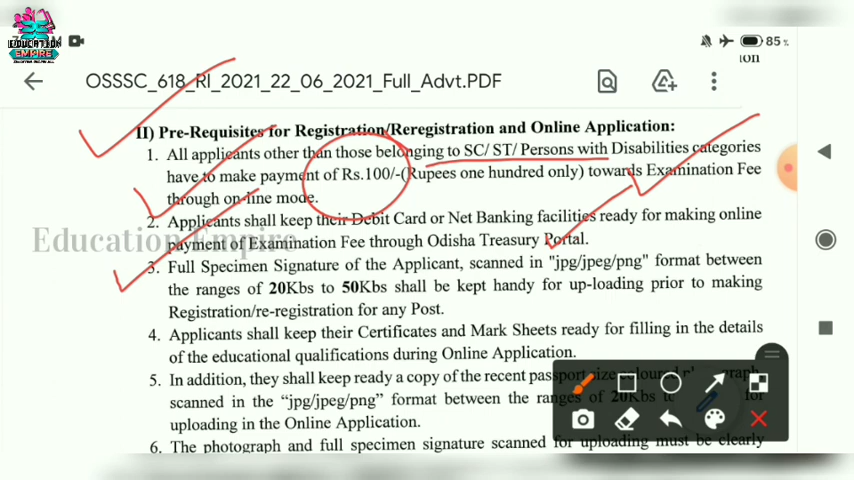 EDUCATION
EMPIRE
85%
ion
OSSSC_618_RI_2021_22_06_2021_Full_Advt.PDF
II) Pre-Requisites for Registration/Reregistration and Online Application:
1. All applicants other than those belonging to SC/ ST/ Persons with Disabilities categories
have to make payment of Rs.100/-(Rupees one hundred only) towards Examination Fee
through on-line mode.
2. Applicants shall keep their Debit Card or Net Banking facilities ready for making online
payment of Examination Fee through Odisha Treasury Portal.
Education Empire
3. Full Specimen Signature of the Applicant, scanned in "jpg/jpeg/png" format between
the ranges of 20Kbs to 50Kbs shall be kept handy for up-loading prior to making
Registration/re-registration for any Post.
4. Applicants shall keep their Certificates and Mark Sheets ready for filling in the details
of the educational qualifications during Online Application.
5. In addition, they shall keep ready a copy of the recent passport size coloured
scanned in the “jpg/jpeg/png” format between the ranges of 20Kbs for
uploading in the Online Application.
6. The photograph and full specimen signature scanned for uploading must be clearly